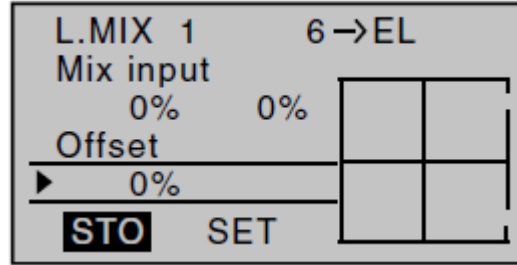 L.MIX 1 6→EL
Mix input
0% 0%
Offset
0%
STO SET